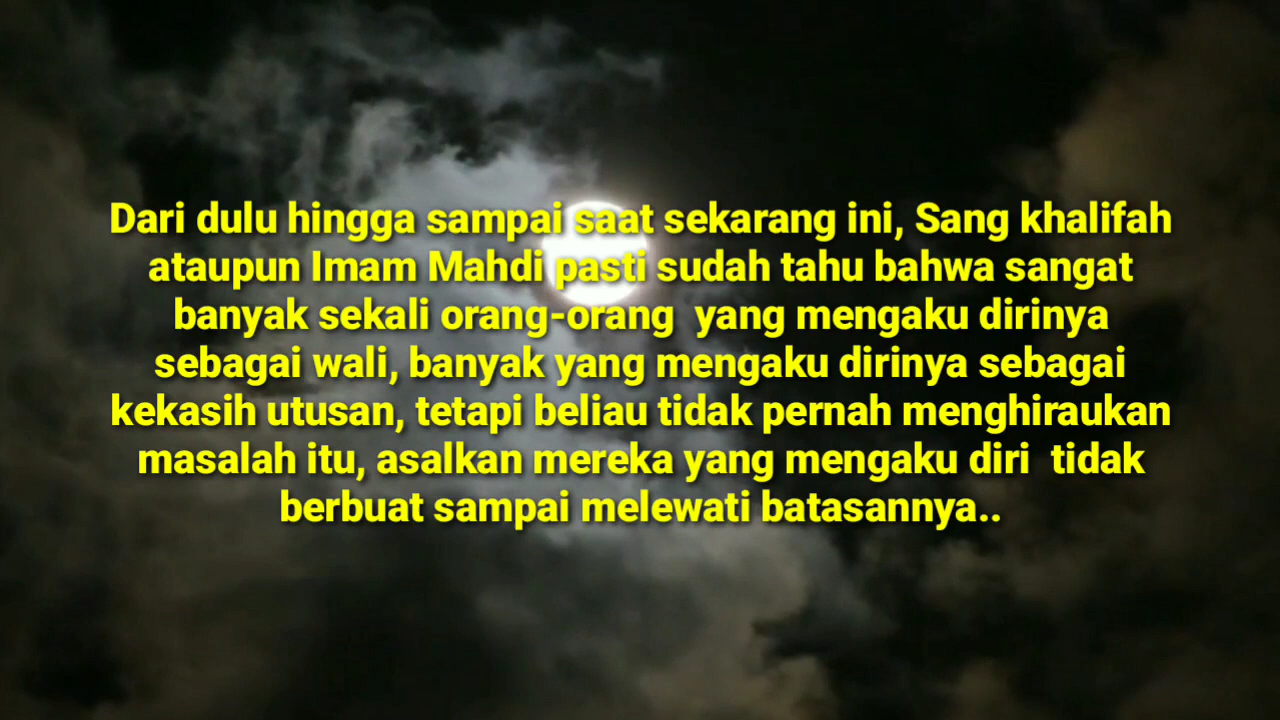 Dari dulu hingga sampai saat sekarang ini, Sang khalifah
ataupun Imam Mahdi pasti sudah tahu bahwa sangat
banyak sekali orang-orang  yang mengaku dirinya
sebagai wali, banyak yang mengaku dirinya sebagai
kekasih utusan, tetapi beliau tidak pernah menghiraukan
masalah itu, asalkan mereka yang mengaku diri  tidak
berbuat sampai melewati batasannya..